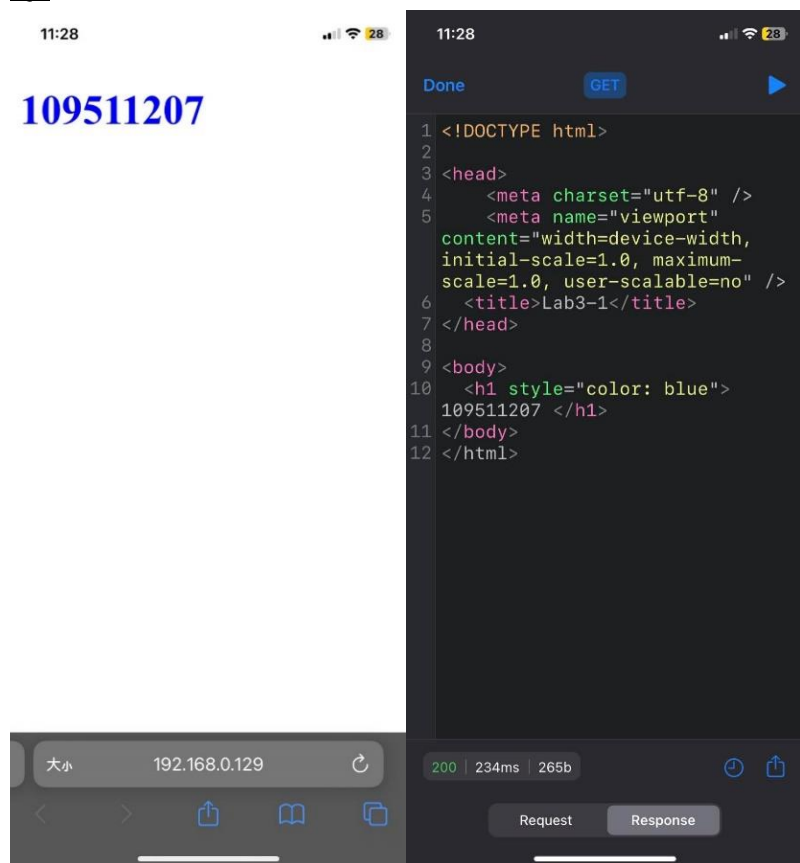 11:28
28
109511207
大小
192.168.0.129
11:28
28
Done
GET
1 <!DOCTYPE html>
2
3 <head>
4 <meta charset="utf-8" />
5 <meta name="viewport"
content="width=device-width,
initial-scale=1.0, maximum-
scale=1.0, user-scalable=no" />
6 <title>Lab3-1</title>
7 </head>
8
9 <body>
10 <h1 style="color: blue">
109511207 </h1>
11 </body>
12 </html>
200 | 234ms | 265b
Request
Response